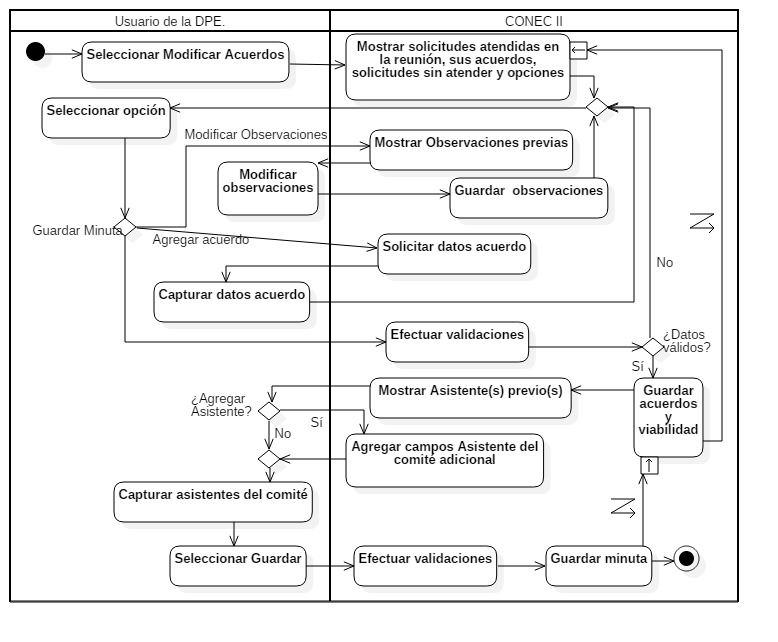 Usuario de la DPE.
CONEC II
Seleccionar Modificar Acuerdos
Mostrar solicitudes atendidas en
la reunión, sus acuerdos,
solicitudes sin atender y opciones
Seleccionar opción
Modificar Observaciones
Mostrar Observaciones previas
Modificar
observaciones
Guardar observaciones
Guardar Minuta
Agregar acuerdo
Solicitar datos acuerdo
No
Capturar datos acuerdo
Efectuar validaciones
¿Datos
válidos?
Sí
Mostrar Asistente(s) previo(s)
Guardar
acuerdos
y
viabilidad
¿Agregar
Asistente?
Sí
No
Agregar campos Asistente del
comité adicional
Capturar asistentes del comité
Seleccionar Guardar
Efectuar validaciones
Guardar minuta